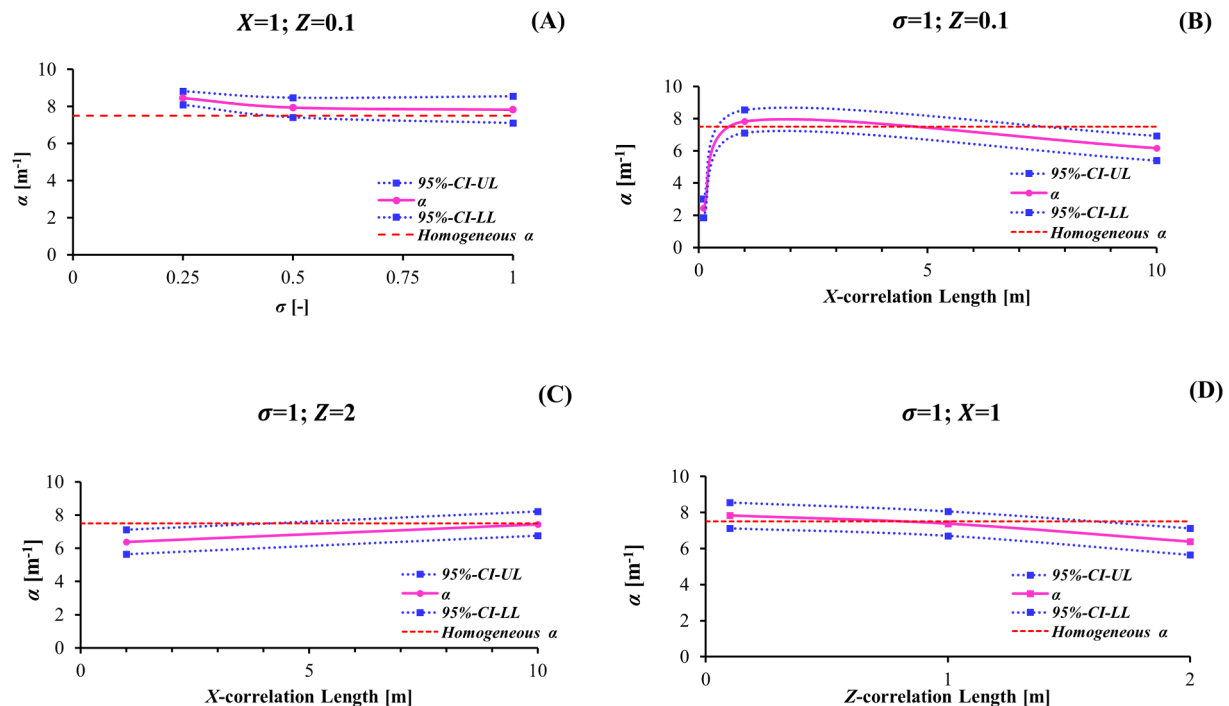 X=1; Z=0.1
(A)
10
8
6
4
2
0
α [m-1]
95%-CI-UL
α
95%-CI-LL
Homogeneous α
0 0.25 0.5 0.75 1
σ [-]
σ=1; Z=0.1
(B)
10
8
6
4
2
0
α [m-1]
95%-CI-UL
α
95%-CI-LL
Homogeneous α
0 5 10
X-correlation Length [m]
σ=1; Z=2
(C)
10
8
6
4
2
0
α [m-1]
95%-CI-UL
α
95%-CI-LL
Homogeneous α
0 5 10
X-correlation Length [m]
σ=1; X=1
(D)
10
8
6
4
2
0
α [m-1]
95%-CI-UL
α
95%-CI-LL
Homogeneous α
0 1 2
Z-correlation Length [m]